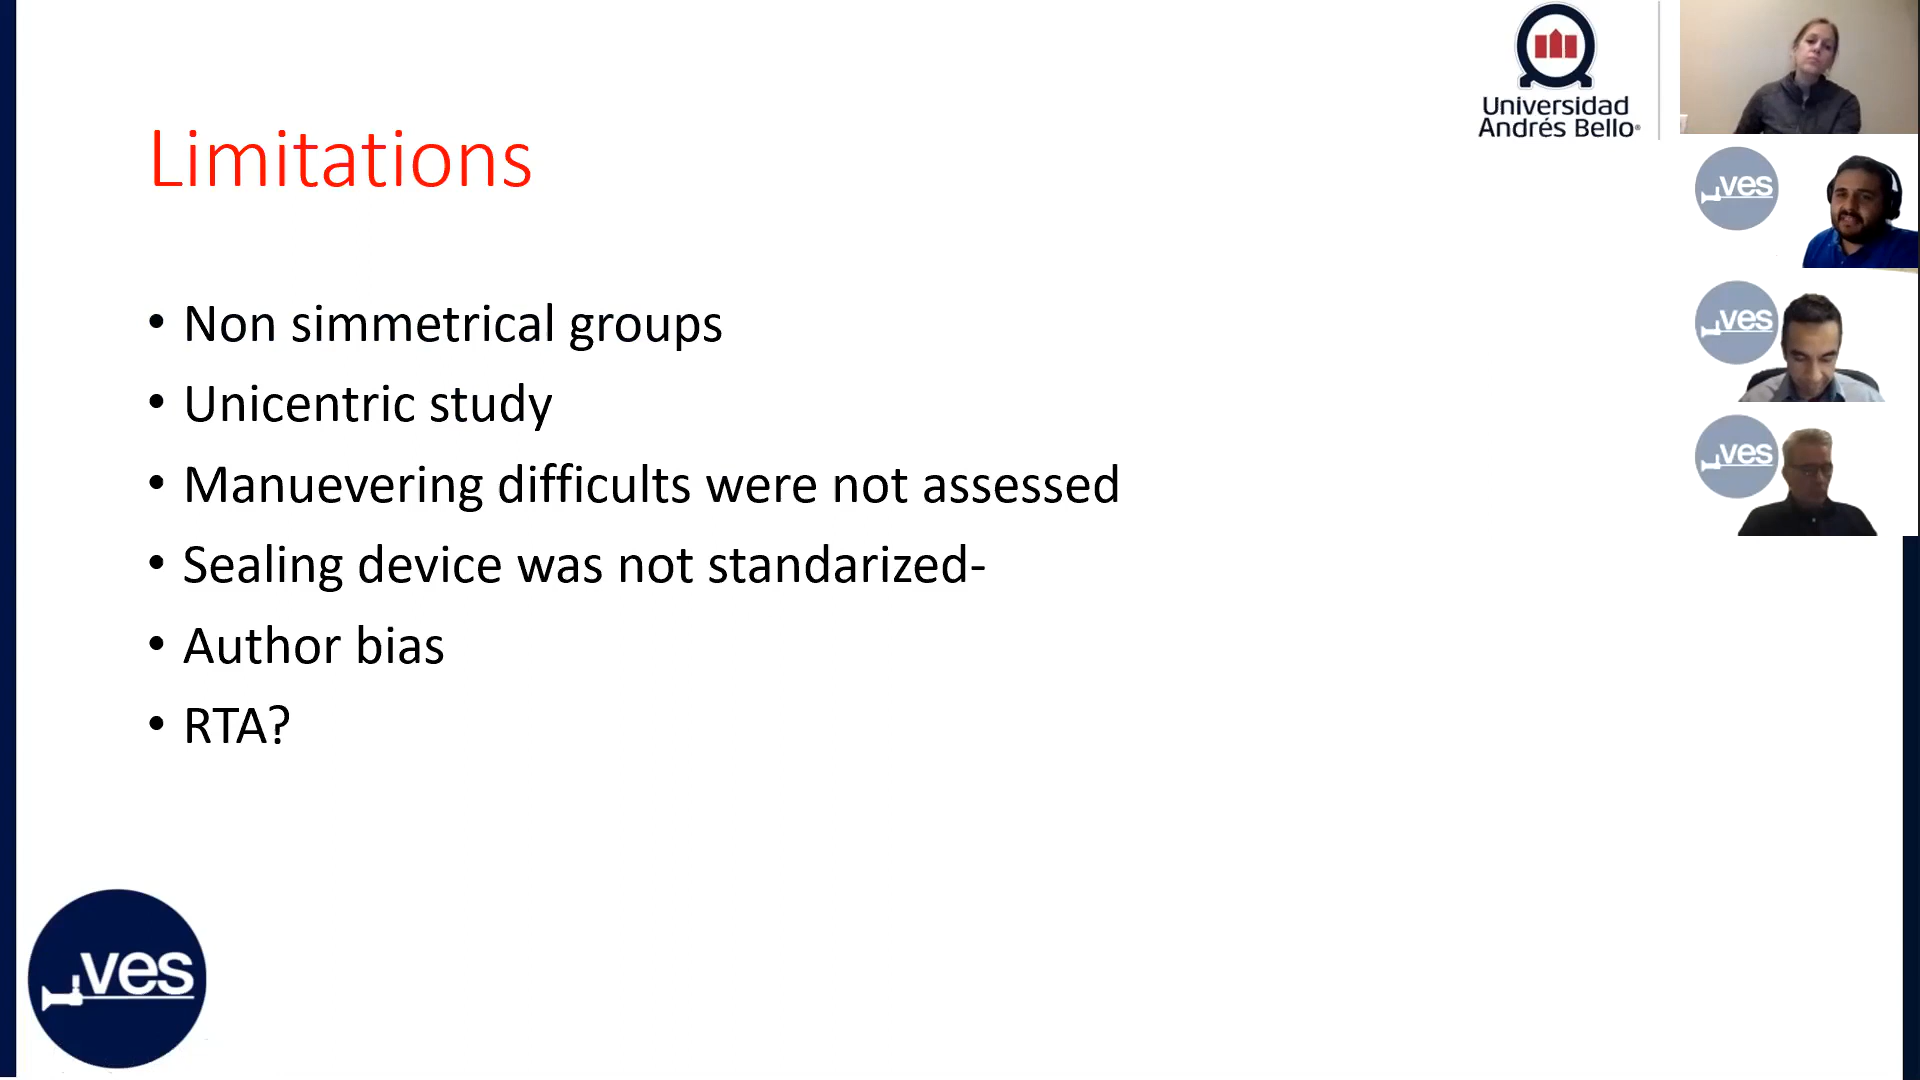 Universidad
Andrés Bello®
Limitations
• Non simmetrical groups
• Unicentric study
• Manuevering difficults were not assessed
• Sealing device was not standarized-
• Author bias
• RTA?
ves
ves
ves
ves